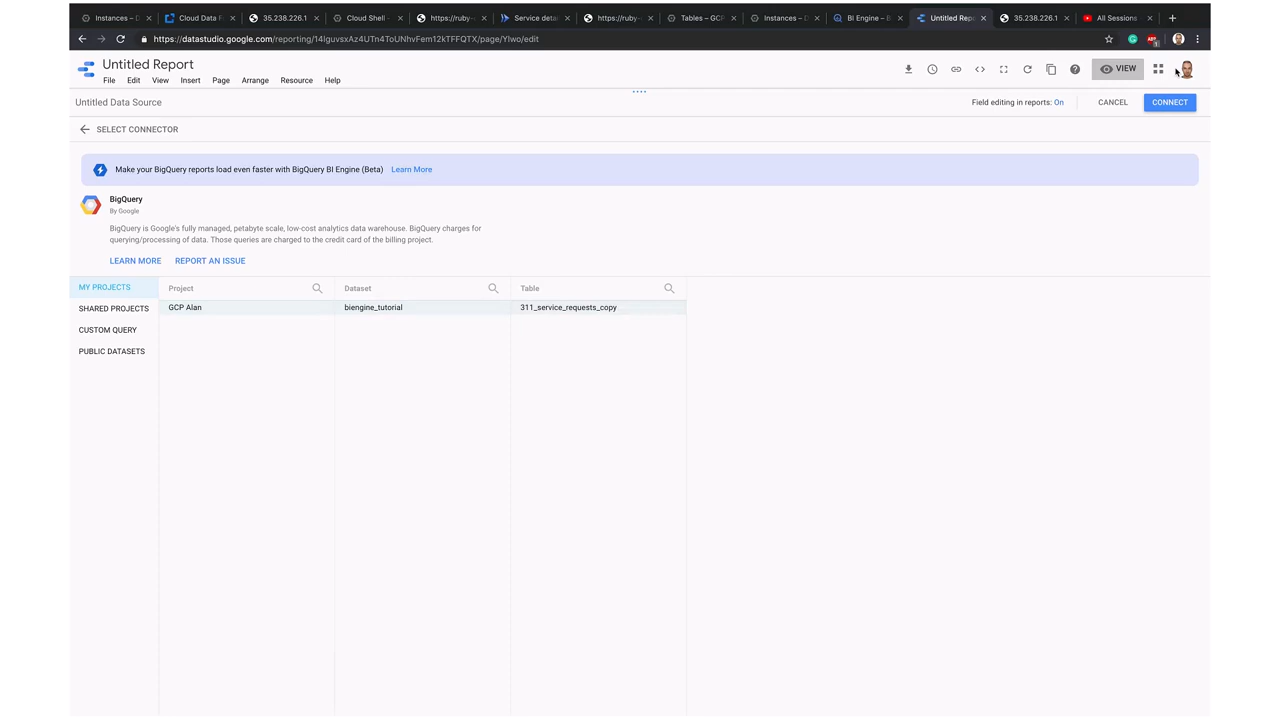 Instances – D
Cloud Data F
35.238.226.1
Cloud Shell
https://ruby-
Service detai
https://ruby-
Tables – GCP
Instances – D
BI Engine – B
Untitled Repo
35.238.226.1
All Sessions
https://datastudio.google.com/reporting/14IguvsxAz4UTn4ToUNhvFem12kTFFQTX/page/YIwo/edit
Untitled Report
File Edit View Insert Page Arrange Resource Help
VIEW
Untitled Data Source
Field editing in reports: On
CANCEL
CONNECT
SELECT CONNECTOR
Make your BigQuery reports load even faster with BigQuery BI Engine (Beta) Learn More
BigQuery
By Google
BigQuery is Google's fully managed, petabyte scale, low-cost analytics data warehouse. BigQuery charges for
querying/processing of data. Those queries are charged to the credit card of the billing project.
LEARN MORE REPORT AN ISSUE
MY PROJECTS
SHARED PROJECTS
CUSTOM QUERY
PUBLIC DATASETS
Project
GCP Alan
Dataset
biengine_tutorial
Table
311_service_requests_copy